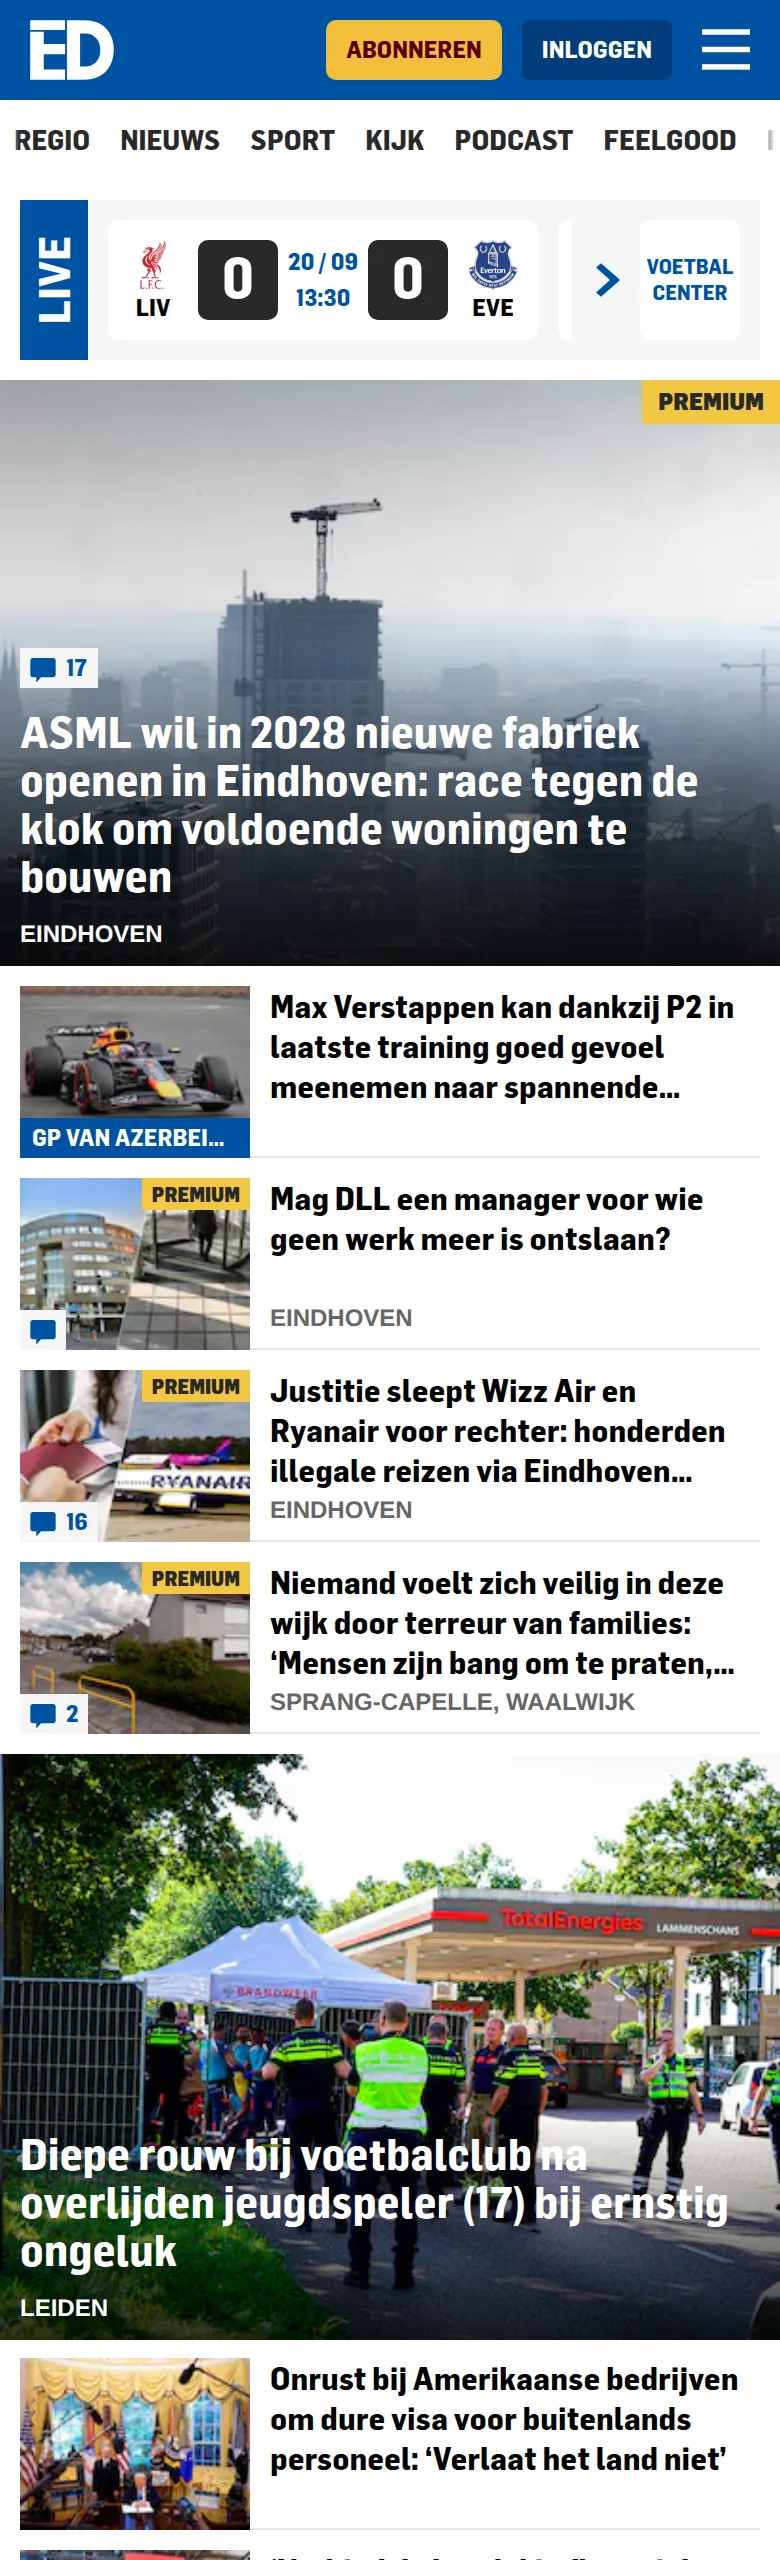 ED
ABONNEREN
INLOGGEN
REGIO NIEUWS SPORT KIJK PODCAST FEELGOOD
LIVE
L.F.C.
LIV
0
20 / 09
13:30
0
Everton
EVE
VOETBAL
CENTER
PREMIUM
17
ASML wil in 2028 nieuwe fabriek
openen in Eindhoven: race tegen de
klok om voldoende woningen te
bouwen
EINDHOVEN
GP VAN AZERBEI...
Max Verstappen kan dankzij P2 in
laatste training goed gevoel
meenemen naar spannende...
PREMIUM
Mag DLL een manager voor wie
geen werk meer is ontslaan?
EINDHOVEN
PREMIUM
RYANAIR
16
Justitie sleept Wizz Air en
Ryanair voor rechter: honderden
illegale reizen via Eindhoven...
EINDHOVEN
PREMIUM
2
Niemand voelt zich veilig in deze
wijk door terreur van families:
‘Mensen zijn bang om te praten,...
SPRANG-CAPELLE, WAALWIJK
TotalEnergies LAMMENSCHANS
BRANDWEER
Diepe rouw bij voetbalclub na
overlijden jeugdspeler (17) bij ernstig
ongeluk
LEIDEN
Onrust bij Amerikaanse bedrijven
om dure visa voor buitenlands
personeel: ‘Verlaat het land niet’